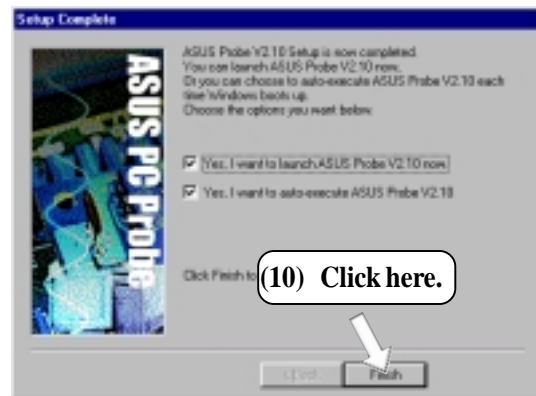 Setup Complete
ASUS PC Probe
ASUS Probe V2.10 Setup is now completed.
You can launch ASUS Probe V2.10 now.
Or you can choose to auto-execute ASUS Probe V2.10 each
time Windows boots up.
Choose the options you want below.
Yes, I want to launch ASUS Probe V2.10 now.
Yes, I want to auto-execute ASUS Probe V2.10
Click Finish to
(10) Click here.
Finish